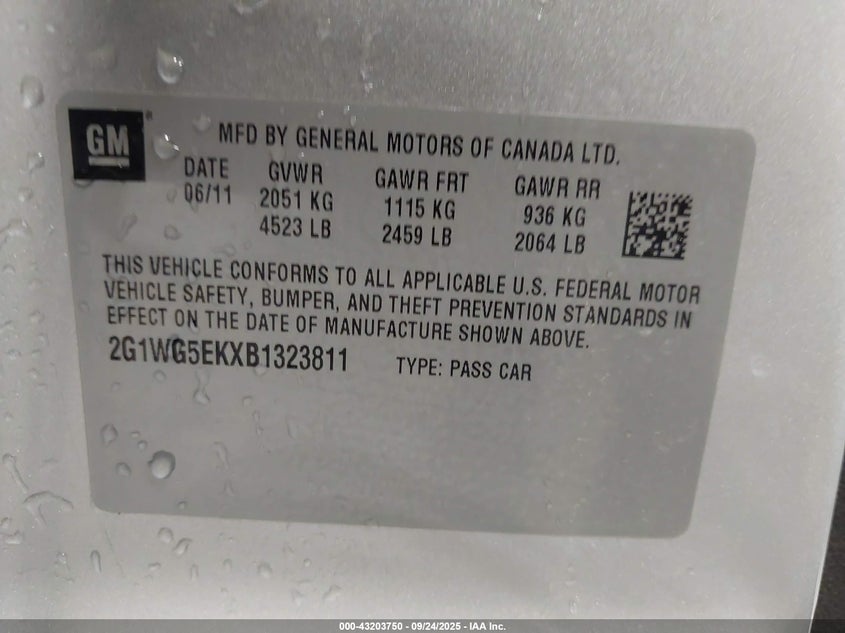 GM
MFD BY GENERAL MOTORS OF CANADA LTD.
DATE GVWR GAWR FRT GAWR RR
06/11 2051 KG 1115 KG 936 KG
4523 LB 2459 LB 2064 LB
THIS VEHICLE CONFORMS TO ALL APPLICABLE U.S. FEDERAL MOTOR
VEHICLE SAFETY, BUMPER, AND THEFT PREVENTION STANDARDS IN
EFFECT ON THE DATE OF MANUFACTURE SHOWN ABOVE.
2G1WG5EKXB1323811 TYPE: PASS CAR
000-43203750 - 09/24/2025 - IAA Inc.